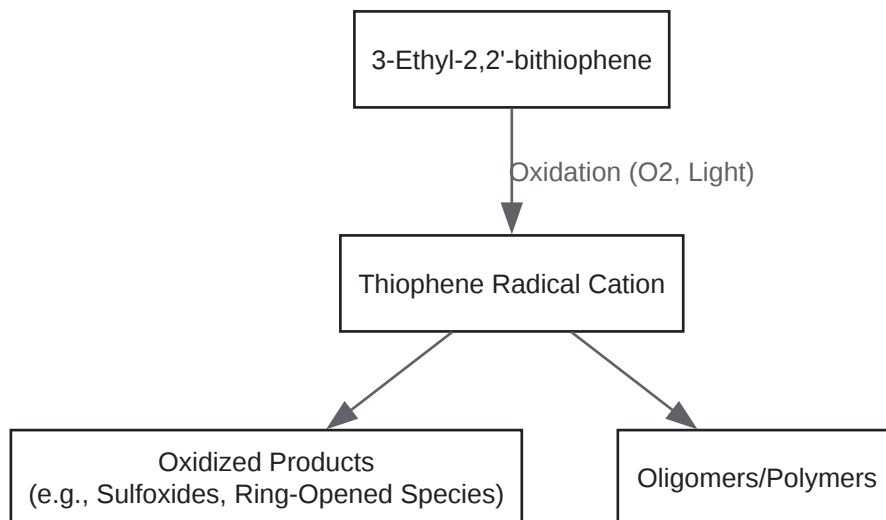 3-Ethyl-2,2'-bithiophene
Oxidation (O2, Light)
Thiophene Radical Cation
Oxidized Products
(e.g., Sulfoxides, Ring-Opened Species)
Oligomers/Polymers